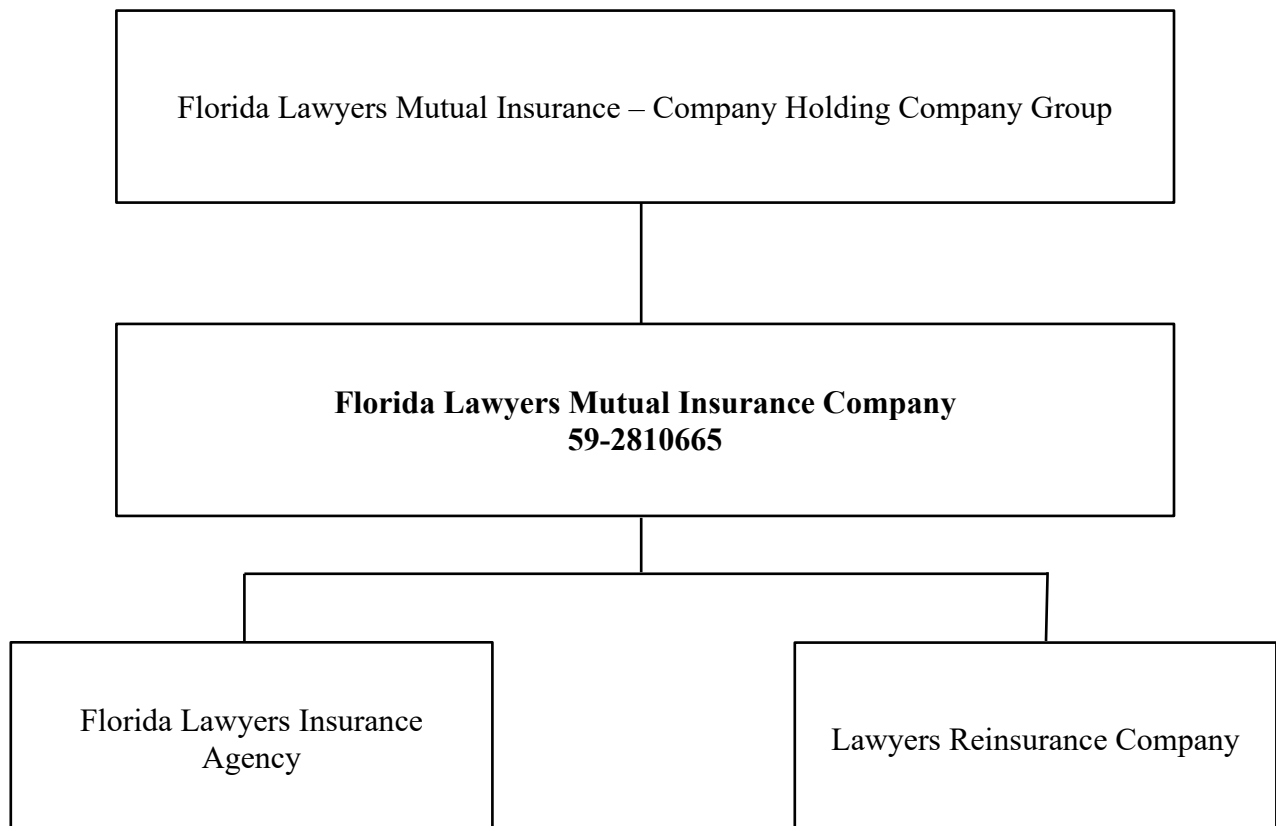 Florida Lawyers Mutual Insurance – Company Holding Company Group
Florida Lawyers Mutual Insurance Company
59-2810665
Florida Lawyers Insurance
Agency
Lawyers Reinsurance Company